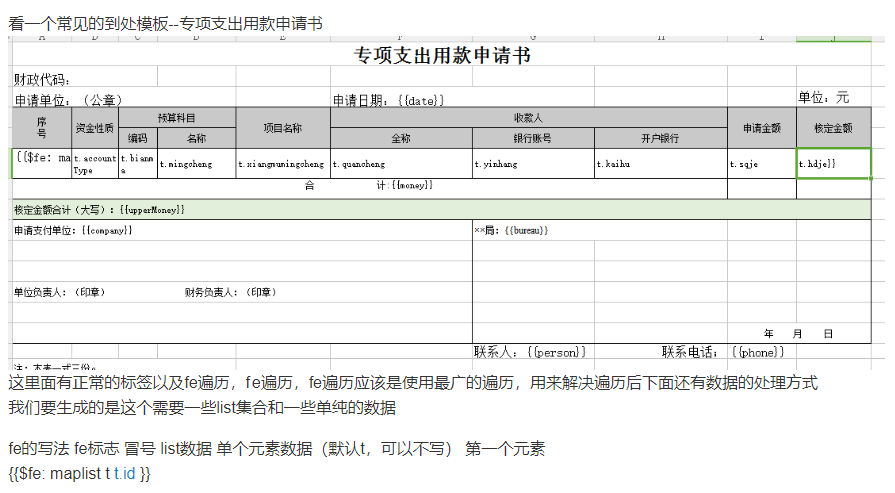 看一个常见的到处模板--专项支出用款申请书
专项支出用款申请书
财政代码：
申请单位：（公章） 申请日期：{{date}} 单位：元
序号 资金性质 预算科目 项目名称 收款人 申请金额 核定金额
编码 名称 全称 银行账号 开户银行
{{$fe: ma t.accountType t.bianma t.mingcheng t.xiangmumingcheng t.quancheng t.yinhang t.kaihu t.sqje t.hdje}}
合 计:{{money}}
核定金额合计（大写）：{{upperMoney}}
申请支付单位：{{company}} ××局：{{bureau}}
单位负责人：（印章） 财务负责人：（印章）
年 月 日
联系人：{{person}} 联系电话：{{phone}}
注：本表一式三份。
这里面有正常的标签以及fe遍历，fe遍历，fe遍历应该是使用最广的遍历，用来解决遍历后下面还有数据的处理方式
我们要生成的是这个需要一些list集合和一些单纯的数据
fe的写法 fe标志 冒号 list数据 单个元素数据（默认t，可以不写） 第一个元素
{{$fe: maplist t t.id }}